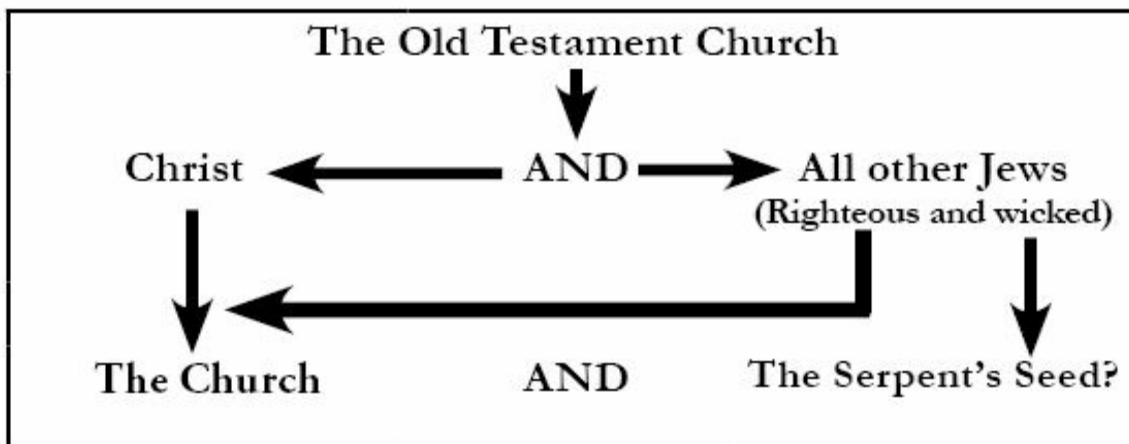 The Old Testament Church
Christ AND All other Jews
(Righteous and wicked)
The Church AND The Serpent's Seed?